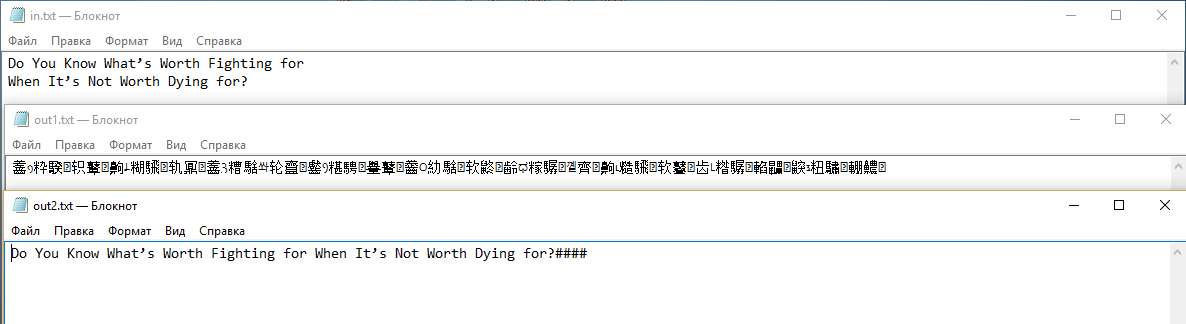 in.txt — Блокнот
Файл Правка Формат Вид Справка
Do You Know What’s Worth Fighting for
When It’s Not Worth Dying for?
out1.txt — Блокнот
Файл Правка Формат Вид Справка
out2.txt — Блокнот
Файл Правка Формат Вид Справка
Do You Know What’s Worth Fighting for When It’s Not Worth Dying for?####